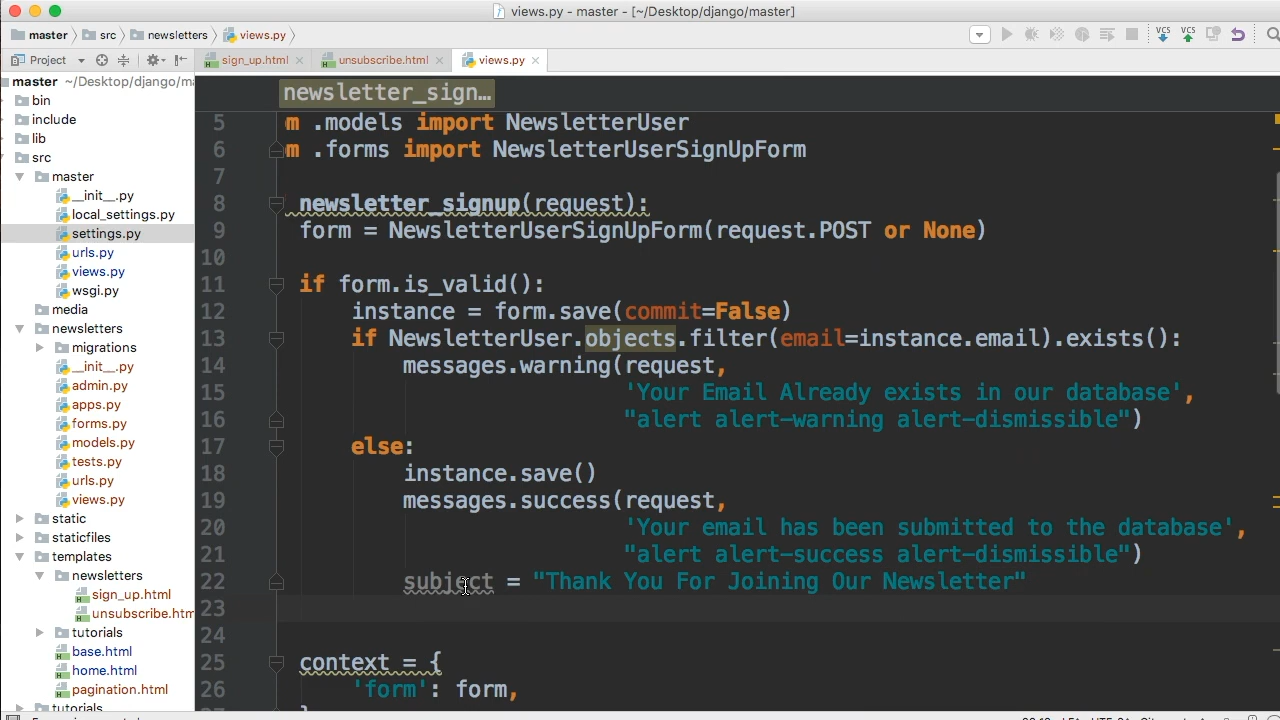 views.py - master - [~/Desktop/django/master]
master src newsletters views.py
Project sign_up.html unsubscribe.html views.py
master ~/Desktop/django/ma
bin
include
lib
src
master
__init__.py
local_settings.py
settings.py
urls.py
views.py
wsgi.py
media
newsletters
migrations
__init__.py
admin.py
apps.py
forms.py
models.py
tests.py
urls.py
views.py
static
staticfiles
templates
newsletters
sign_up.html
unsubscribe.htm
tutorials
base.html
home.html
pagination.html
tutorials
newsletter_sign…
5 m .models import NewsletterUser
6 m .forms import NewsletterUserSignUpForm
7
8 newsletter_signup(request):
9 form = NewsletterUserSignUpForm(request.POST or None)
10
11 if form.is_valid():
12 instance = form.save(commit=False)
13 if NewsletterUser.objects.filter(email=instance.email).exists():
14 messages.warning(request,
15 'Your Email Already exists in our database',
16 "alert alert-warning alert-dismissible")
17 else:
18 instance.save()
19 messages.success(request,
20 'Your email has been submitted to the database',
21 "alert alert-success alert-dismissible")
22 subject = "Thank You For Joining Our Newsletter"
23
24
25 context = {
26 'form': form,